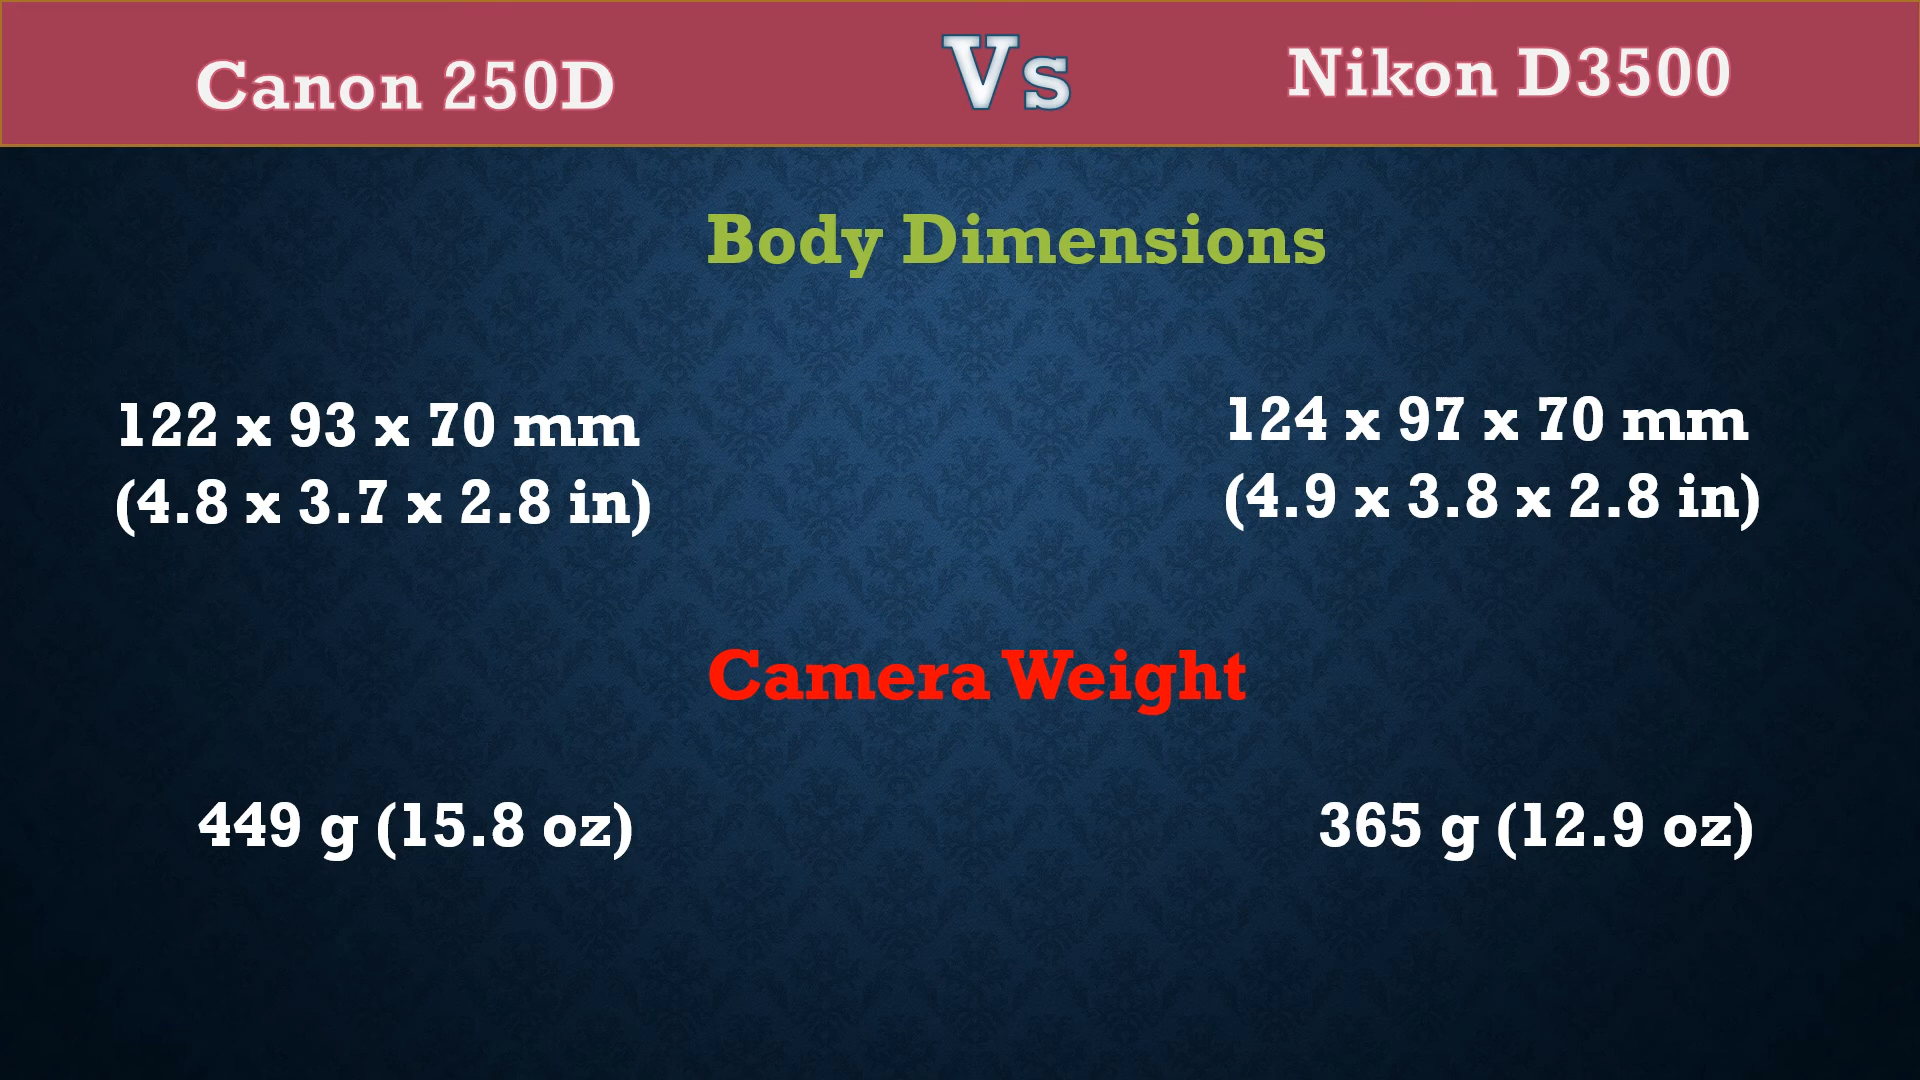 Canon 250D Vs Nikon D3500
Body Dimensions
122 x 93 x 70 mm
(4.8 x 3.7 x 2.8 in)
124 x 97 x 70 mm
(4.9 x 3.8 x 2.8 in)
Camera Weight
449 g (15.8 oz)
365 g (12.9 oz)